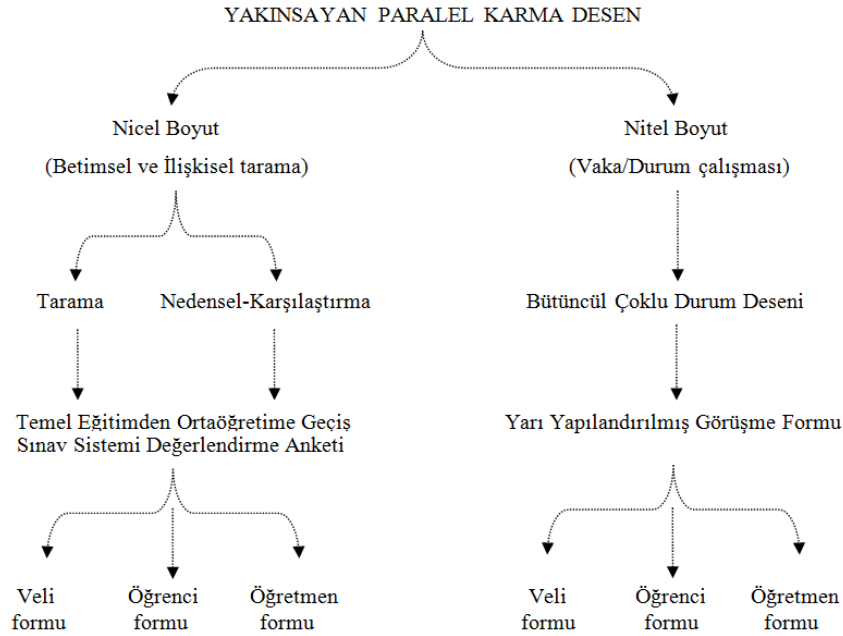 YAKINSAYAN PARALEL KARMA DESEN
Nicel Boyut
(Betimsel ve İlişkisel tarama)
Nitel Boyut
(Vaka/Durum çalışması)
Tarama
Nedensel-Karşılaştırma
Bütüncül Çoklu Durum Deseni
Temel Eğitimden Ortaöğretime Geçiş
Sınav Sistemi Değerlendirme Anketi
Yarı Yapılandırılmış Görüşme Formu
Veli
formu
Öğrenci
formu
Öğretmen
formu
Veli
formu
Öğrenci
formu
Öğretmen
formu